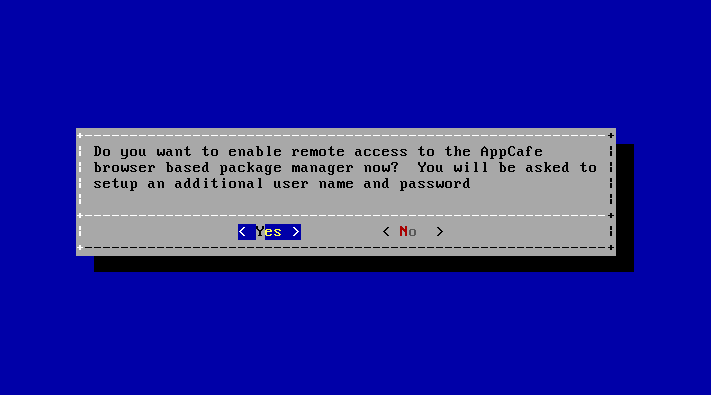 Do you want to enable remote access to the AppCafe
browser based package manager now?  You will be asked to
setup an additional user name and password
< Yes >    < No  >